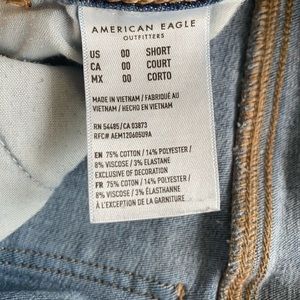 AMERICAN EAGLE
OUTFITTERS
US 00 SHORT
CA 00 COURT
MX 00 CORTO
MADE IN VIETNAM / FABRIQUÉ AU
VIETNAM / HECHO EN VIETNAM
RN 54485/CA 03873
RFC# AEM120605U9A
EN 75% COTTON / 14% POLYESTER /
8% VISCOSE / 3% ELASTANE
EXCLUSIVE OF DECORATION
FR 75% COTTON / 14% POLYESTER /
8% VISCOSE / 3% ÉLASTHANNE
À L'EXCEPTION DE LA GARNITURE